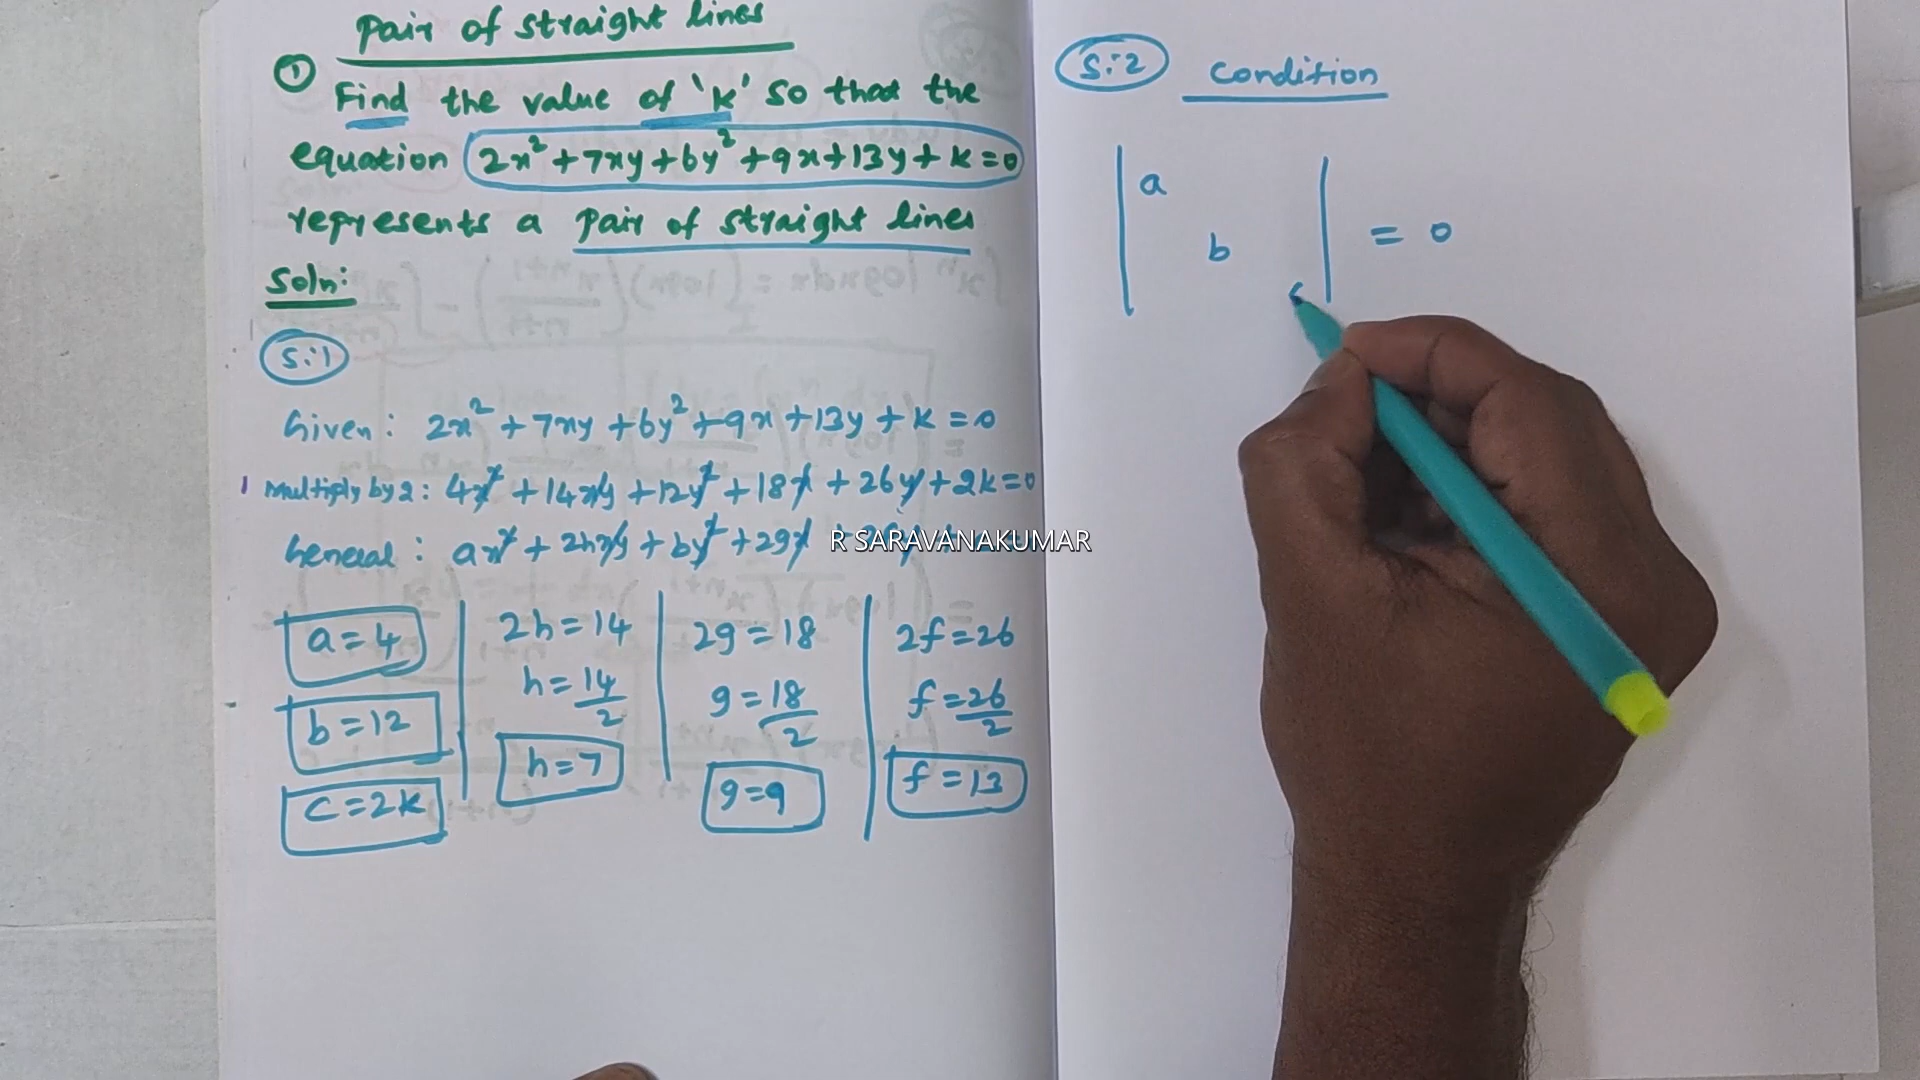 Pair of straight lines
① Find the value of 'k' so that the
equation 2x² + 7xy + 6y² + 9x + 13y + k = 0
represents a pair of straight lines
Soln:
S:1
Given: 2x² + 7xy + 6y² + 9x + 13y + k = 0
Multiply by 2: 4x² + 14xy + 12y² + 18x + 26y + 2k = 0
General: ax² + 2hxy + by² + 2gx
a = 4
b = 12
c = 2k
2h = 14
h = 14/2
h = 7
2g = 18
g = 18/2
g = 9
2f = 26
f = 26/2
f = 13
S:2 Condition
a
b = 0
c
R SARAVANAKUMAR